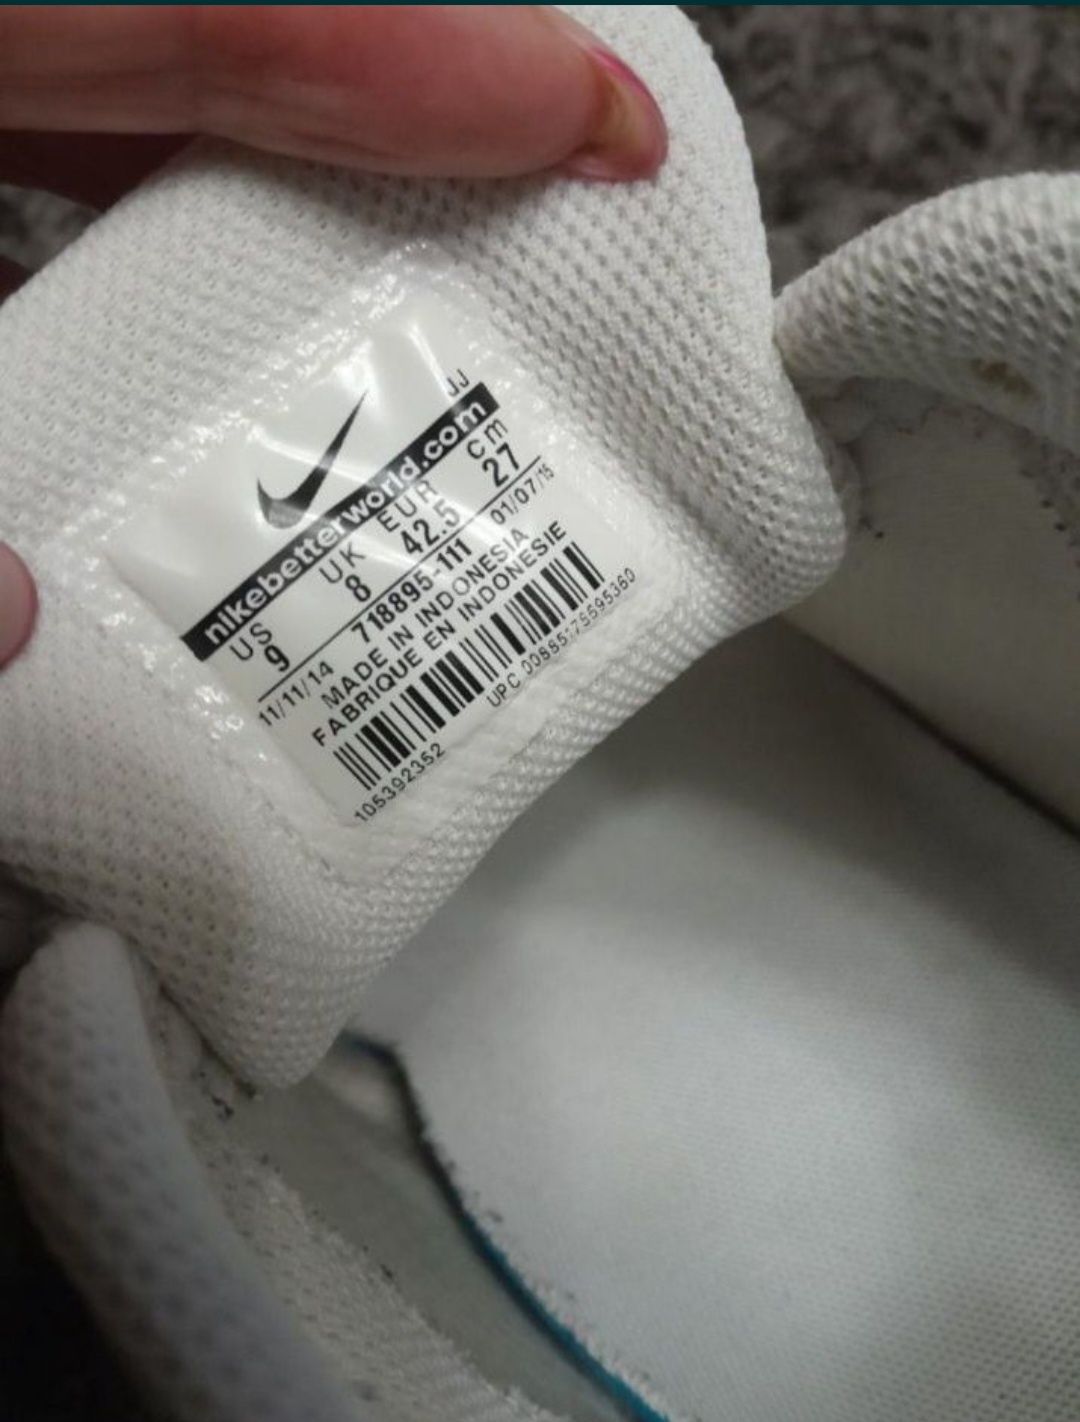 JJ
nikebetterworld.com
US UK EUR cm
9 8 42.5 27
11/11/14 718895-111 01/07/15
MADE IN INDONESIA
FABRIQUE EN INDONESIE
105392352 UPC